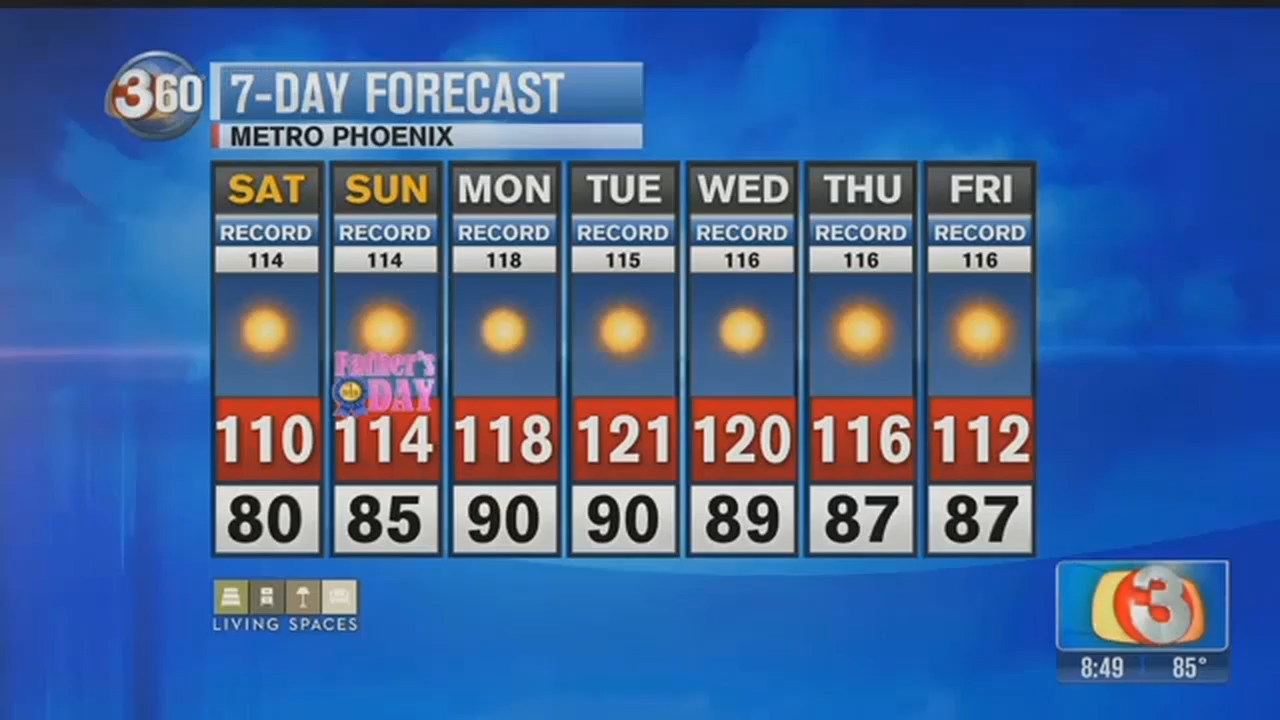 360 7-DAY FORECAST
METRO PHOENIX
SAT SUN MON TUE WED THU FRI
RECORD RECORD RECORD RECORD RECORD RECORD RECORD
114 114 118 115 116 116 116
Father's
DAY
110 114 118 121 120 116 112
80 85 90 90 89 87 87
LIVING SPACES
3
8:49 85°